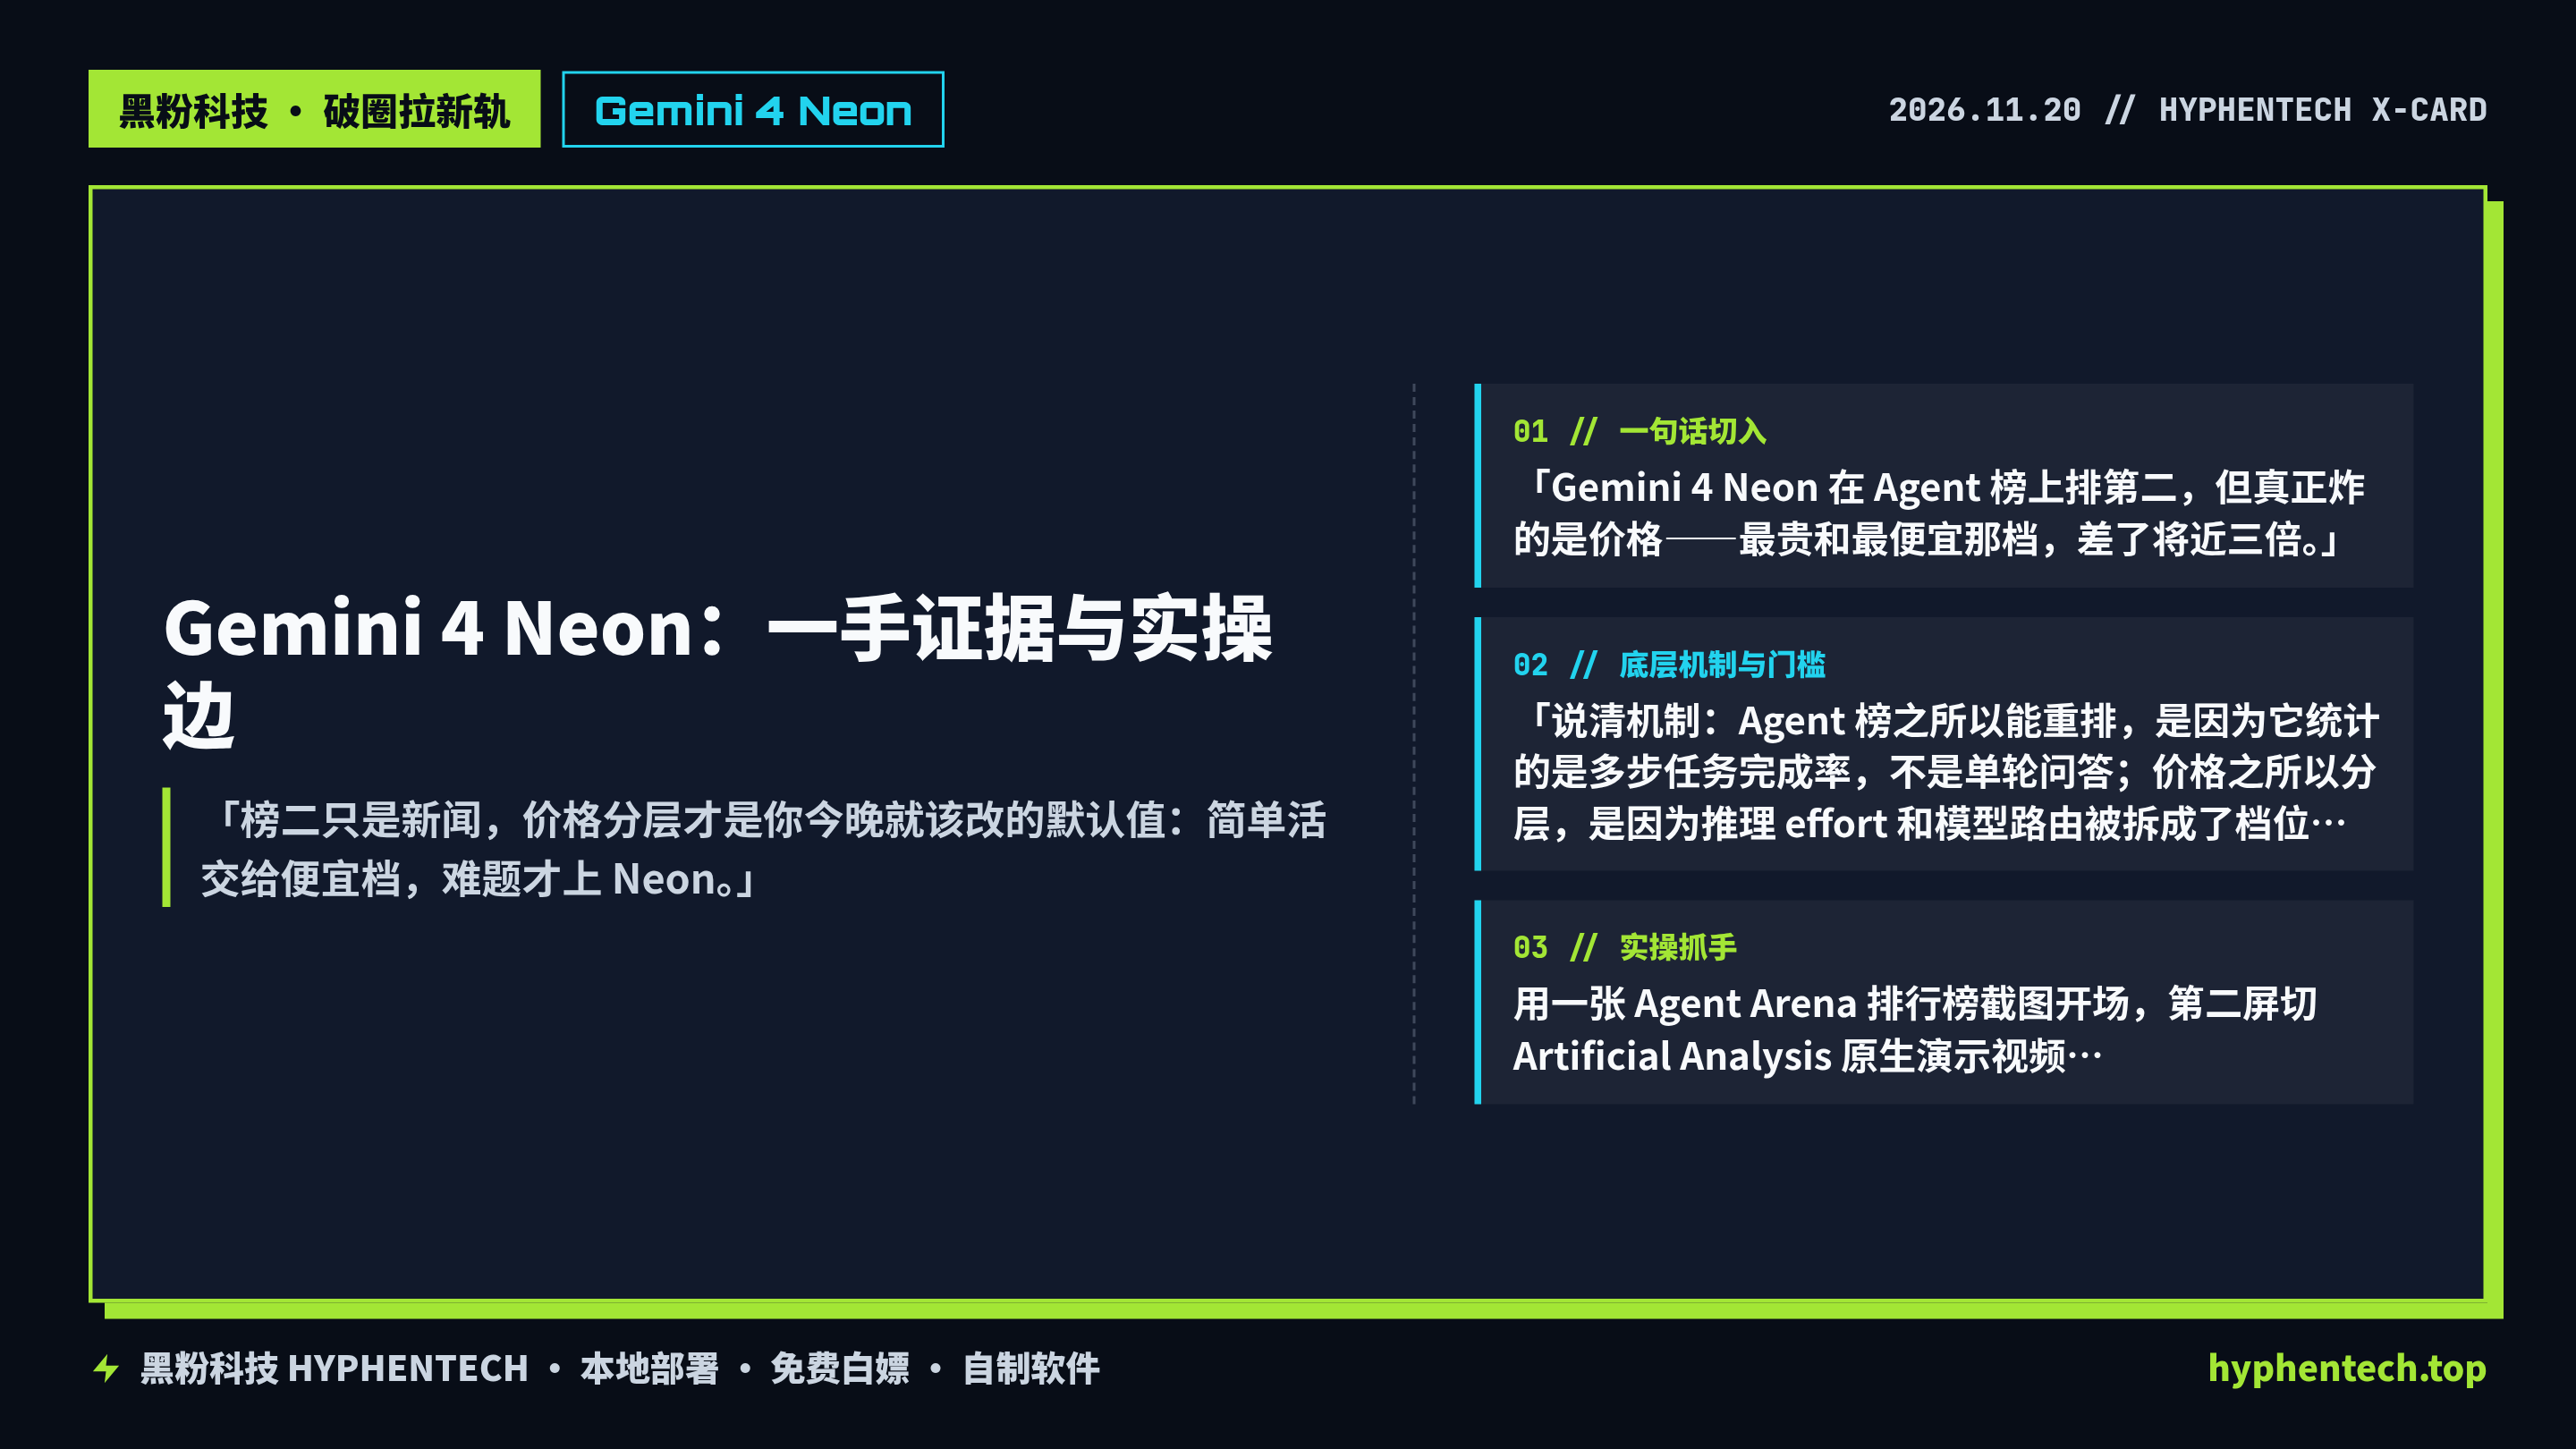 黑粉科技 · 破圈拉新轨
Gemini 4 Neon
2026.11.20 // HYPHENTECH X-CARD
Gemini 4 Neon：一手证据与实操
边
「榜二只是新闻，价格分层才是你今晚就该改的默认值：简单活
交给便宜档，难题才上 Neon。」
01 // 一句话切入
「Gemini 4 Neon 在 Agent 榜上排第二，但真正炸
的是价格——最贵和最便宜那档，差了将近三倍。」
02 // 底层机制与门槛
「说清机制：Agent 榜之所以能重排，是因为它统计
的是多步任务完成率，不是单轮问答；价格之所以分
层，是因为推理 effort 和模型路由被拆成了档位…
03 // 实操抓手
用一张 Agent Arena 排行榜截图开场，第二屏切
Artificial Analysis 原生演示视频…
黑粉科技 HYPHENTECH · 本地部署 · 免费白嫖 · 自制软件
hyphentech.top